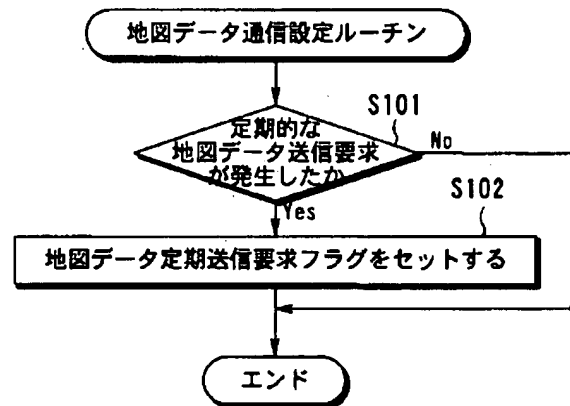 地図データ通信設定ルーチン
S101
定期的な
地図データ送信要求
が発生したか
No
Yes
S102
地図データ定期送信要求フラグをセットする
エンド